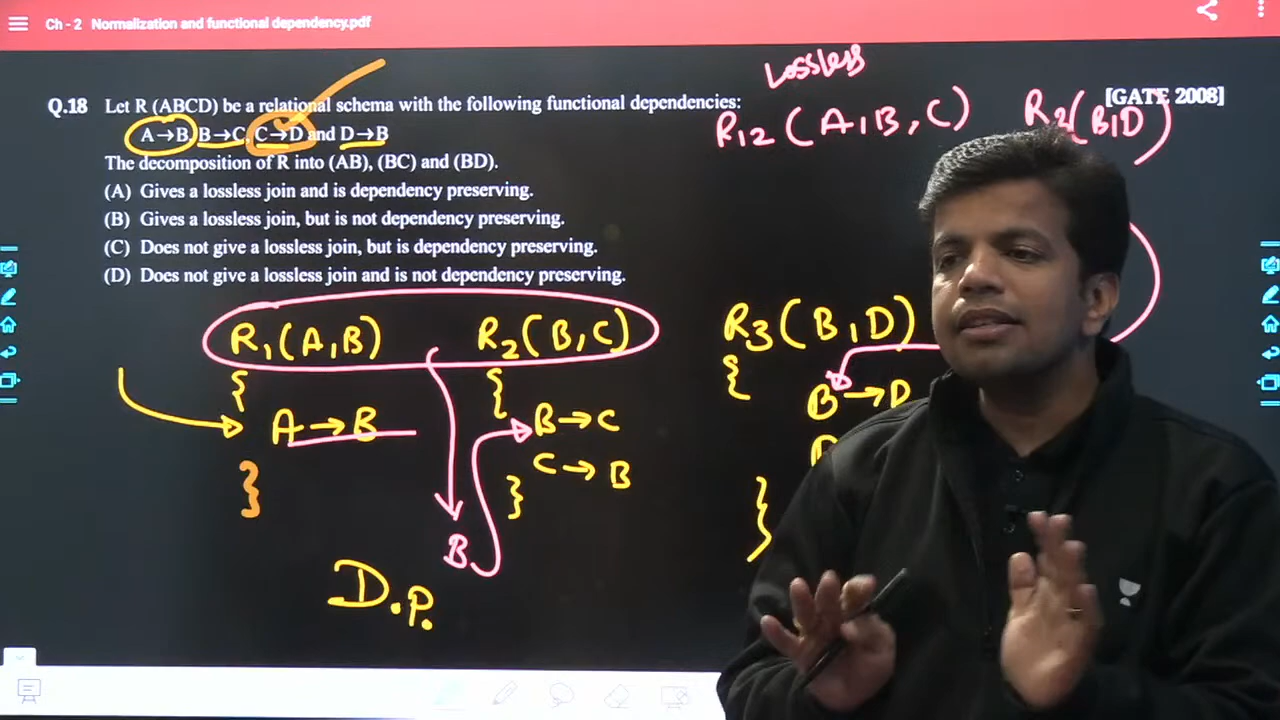 Ch - 2 Normalization and functional dependency.pdf
Lossless
Q.18 Let R (ABCD) be a relational schema with the following functional dependencies: [GATE 2008]
R12 (A,B,C) R2(B,D)
A→B, B→C, C→D and D→B
The decomposition of R into (AB), (BC) and (BD).
(A) Gives a lossless join and is dependency preserving.
(B) Gives a lossless join, but is not dependency preserving.
(C) Does not give a lossless join, but is dependency preserving.
(D) Does not give a lossless join and is not dependency preserving.
R1(A,B) R2(B,C) R3(B,D)
{ { {
A→B B→C B→D
C→B
} } }
B
D.P.